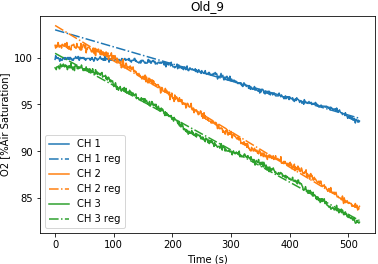 Old_9
O2 [%Air Saturation]
100
95
90
85
CH 1
CH 1 reg
CH 2
CH 2 reg
CH 3
CH 3 reg
0
100
200
300
400
500
Time (s)